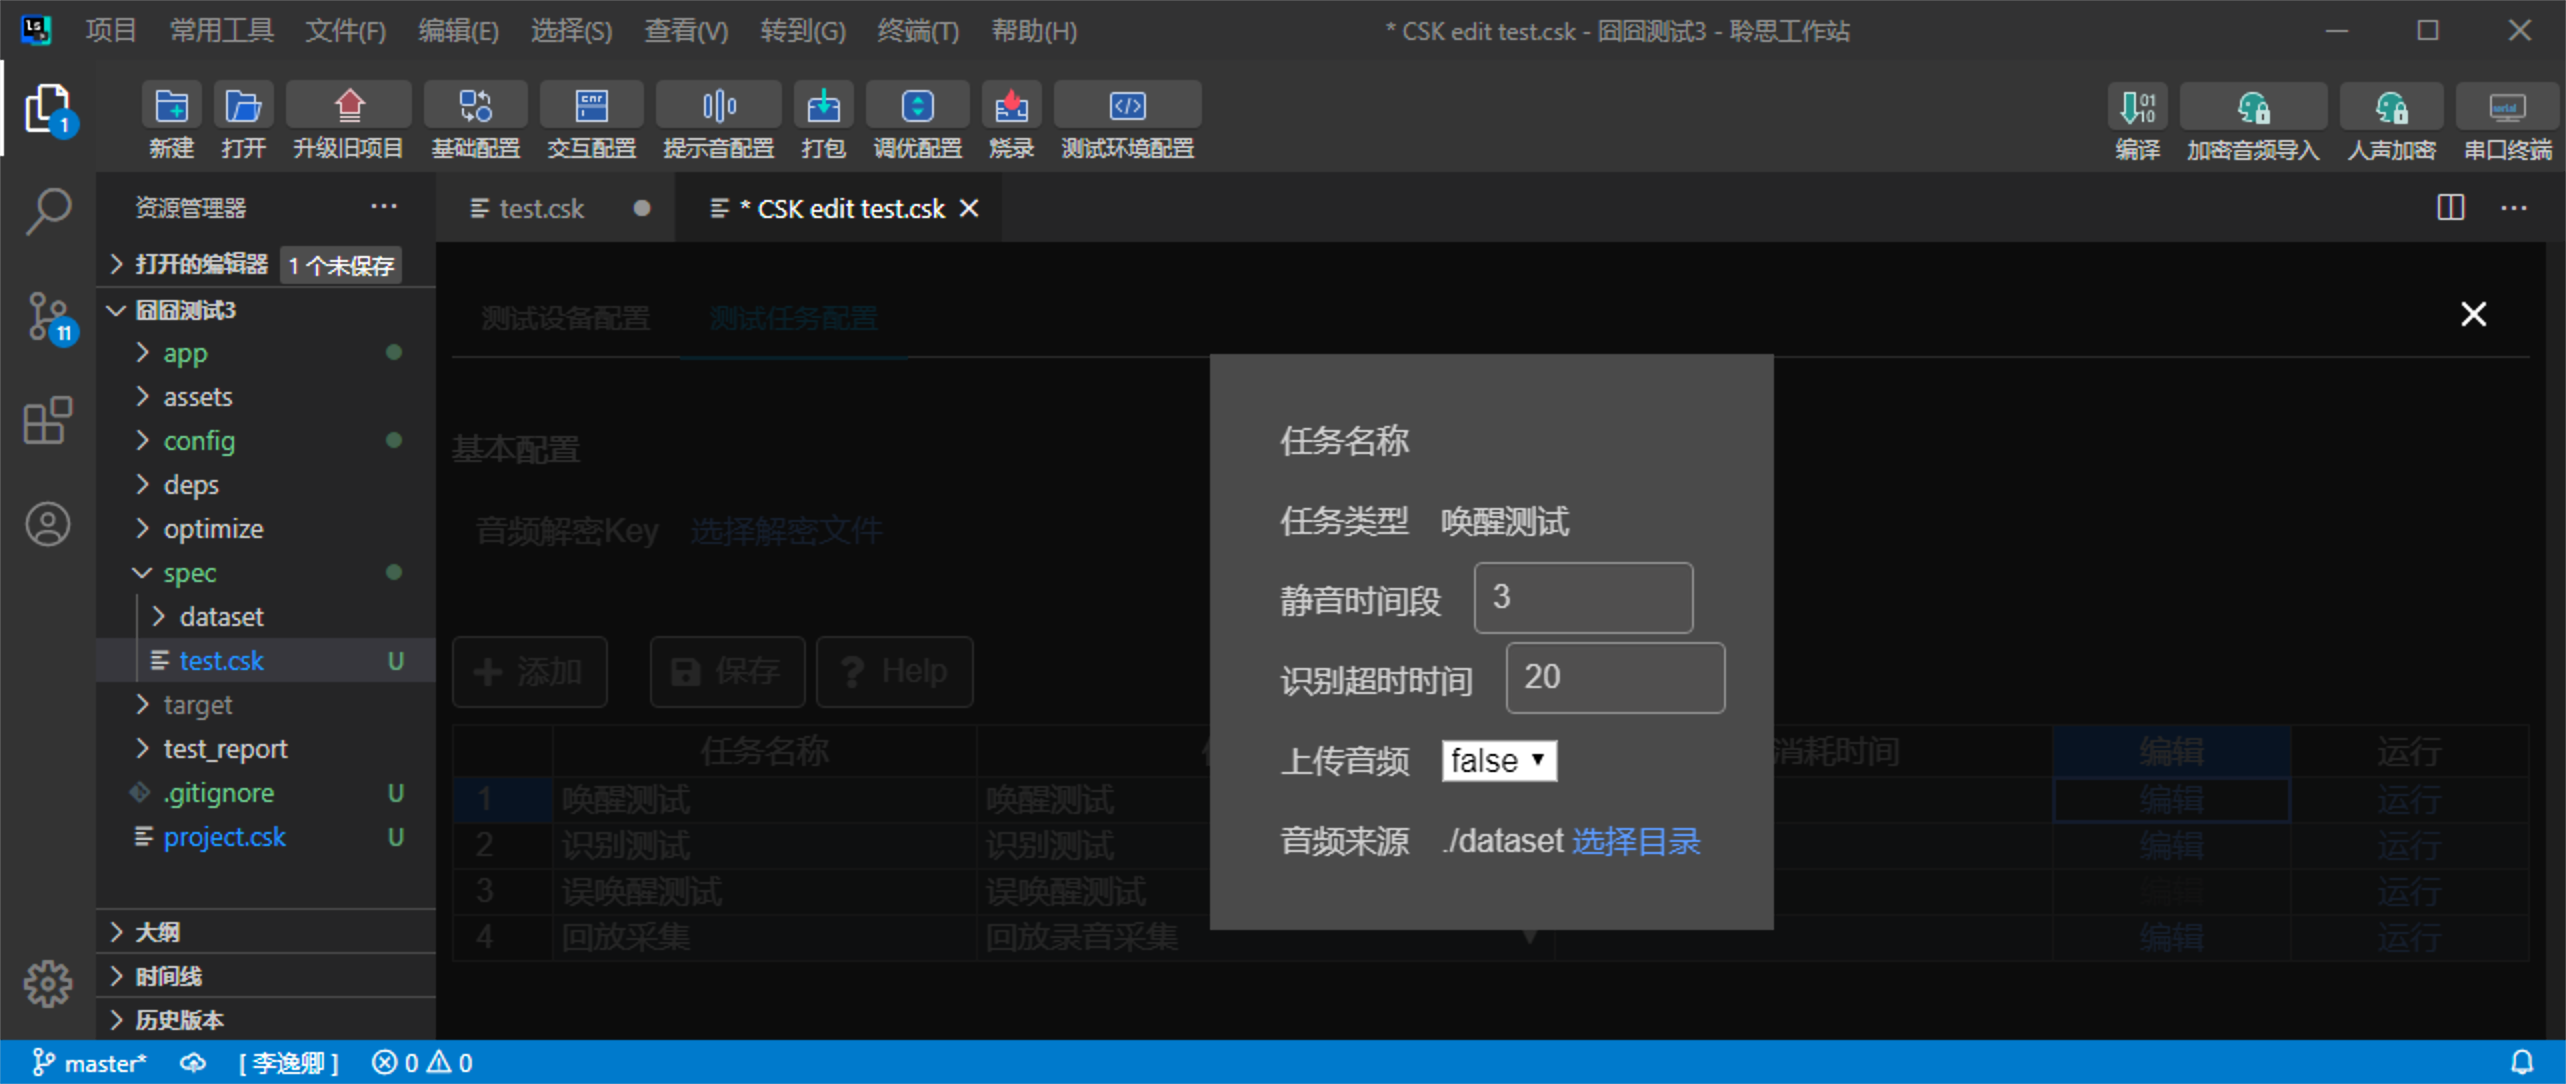 项目 常用工具 文件(F) 编辑(E) 选择(S) 查看(V) 转到(G) 终端(T) 帮助(H) * CSK edit test.csk - 囧囧测试3 - 聆思工作站
新建 打开 升级旧项目 基础配置 交互配置 提示音配置 打包 调优配置 烧录 测试环境配置 编译 加密音频导入 人声加密 串口终端
资源管理器 ··· test.csk * CSK edit test.csk
打开的编辑器 1 个未保存
囧囧测试3
app
assets
config
deps
optimize
spec
dataset
test.csk U
target
test_report
.gitignore U
project.csk U
大纲
时间线
历史版本
测试设备配置 测试任务配置
基本配置
音频解密Key 选择解密文件
添加 保存 Help
任务名称 消耗时间 编辑 运行
1 唤醒测试 唤醒测试 编辑 运行
2 识别测试 识别测试 编辑 运行
3 误唤醒测试 误唤醒测试 编辑 运行
4 回放采集 回放录音采集 编辑 运行
任务名称
任务类型 唤醒测试
静音时间段 3
识别超时时间 20
上传音频 false
音频来源 ./dataset 选择目录
master* [ 李逸卿 ] 0 0